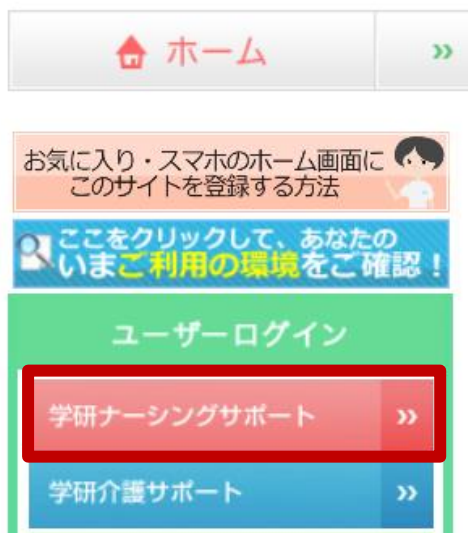 ホーム »
お気に入り・スマホのホーム画面に
このサイトを登録する方法
ここをクリックして、あなたの
いまご利用の環境をご確認！
ユーザーログイン
学研ナーシングサポート »
学研介護サポート »